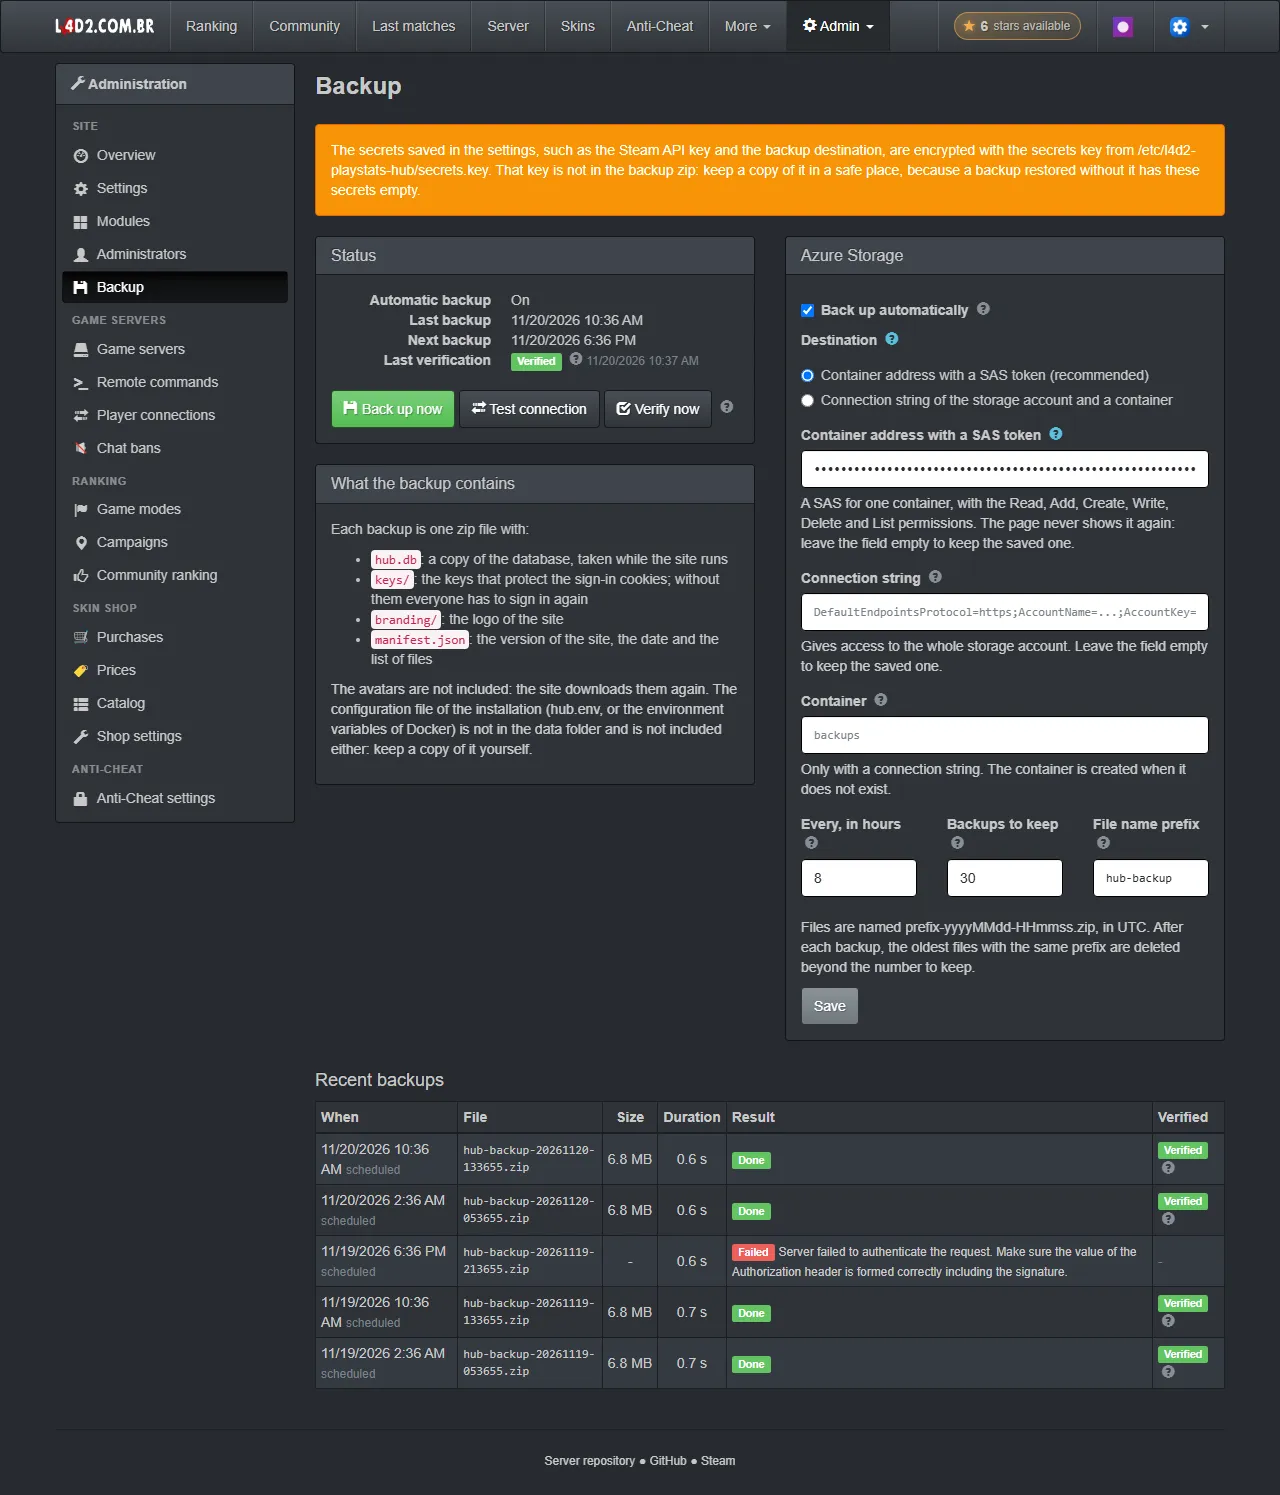 L4D2.COM.BR Ranking Community Last matches Server Skins Anti-Cheat More Admin 6 stars available
Administration
SITE
Overview
Settings
Modules
Administrators
Backup
GAME SERVERS
Game servers
Remote commands
Player connections
Chat bans
RANKING
Game modes
Campaigns
Community ranking
SKIN SHOP
Purchases
Prices
Catalog
Shop settings
ANTI-CHEAT
Anti-Cheat settings
Backup
The secrets saved in the settings, such as the Steam API key and the backup destination, are encrypted with the secrets key from /etc/l4d2-
playstats-hub/secrets.key. That key is not in the backup zip: keep a copy of it in a safe place, because a backup restored without it has these
secrets empty.
Status
Automatic backup On
Last backup 11/20/2026 10:36 AM
Next backup 11/20/2026 6:36 PM
Last verification Verified ? 11/20/2026 10:37 AM
Back up now Test connection Verify now ?
What the backup contains
Each backup is one zip file with:
• hub.db: a copy of the database, taken while the site runs
• keys/: the keys that protect the sign-in cookies; without
them everyone has to sign in again
• branding/: the logo of the site
• manifest.json: the version of the site, the date and the
list of files
The avatars are not included: the site downloads them again. The
configuration file of the installation (hub.env, or the environment
variables of Docker) is not in the data folder and is not included
either: keep a copy of it yourself.
Azure Storage
Back up automatically ?
Destination ?
Container address with a SAS token (recommended)
Connection string of the storage account and a container
Container address with a SAS token ?
A SAS for one container, with the Read, Add, Create, Write,
Delete and List permissions. The page never shows it again:
leave the field empty to keep the saved one.
Connection string ?
DefaultEndpointsProtocol=https;AccountName=...;AccountKey=
Gives access to the whole storage account. Leave the field empty
to keep the saved one.
Container ?
backups
Only with a connection string. The container is created when it
does not exist.
Every, in hours ? Backups to keep ? File name prefix ?
8 30 hub-backup
Files are named prefix-yyyyMMdd-HHmmss.zip, in UTC. After
each backup, the oldest files with the same prefix are deleted
beyond the number to keep.
Save
Recent backups
When File Size Duration Result Verified
11/20/2026 10:36 AM scheduled hub-backup-20261120-133655.zip 6.8 MB 0.6 s Done Verified ?
11/20/2026 2:36 AM scheduled hub-backup-20261120-053655.zip 6.8 MB 0.6 s Done Verified ?
11/19/2026 6:36 PM scheduled hub-backup-20261119-213655.zip - 0.6 s Failed Server failed to authenticate the request. Make sure the value of the Authorization header is formed correctly including the signature. -
11/19/2026 10:36 AM scheduled hub-backup-20261119-133655.zip 6.8 MB 0.7 s Done Verified ?
11/19/2026 2:36 AM scheduled hub-backup-20261119-053655.zip 6.8 MB 0.7 s Done Verified ?
Server repository ● GitHub ● Steam